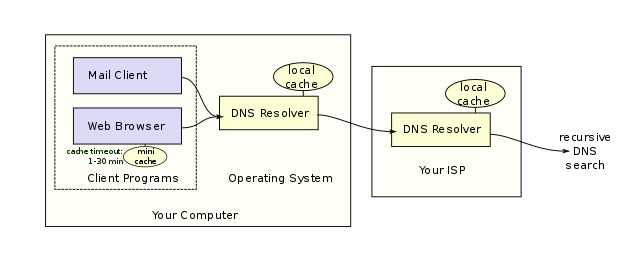 Mail Client
Web Browser
cache timeout:
1-30 min
mini
cache
Client Programs
local
cache
DNS Resolver
Operating System
Your Computer
local
cache
DNS Resolver
Your ISP
recursive
DNS
search